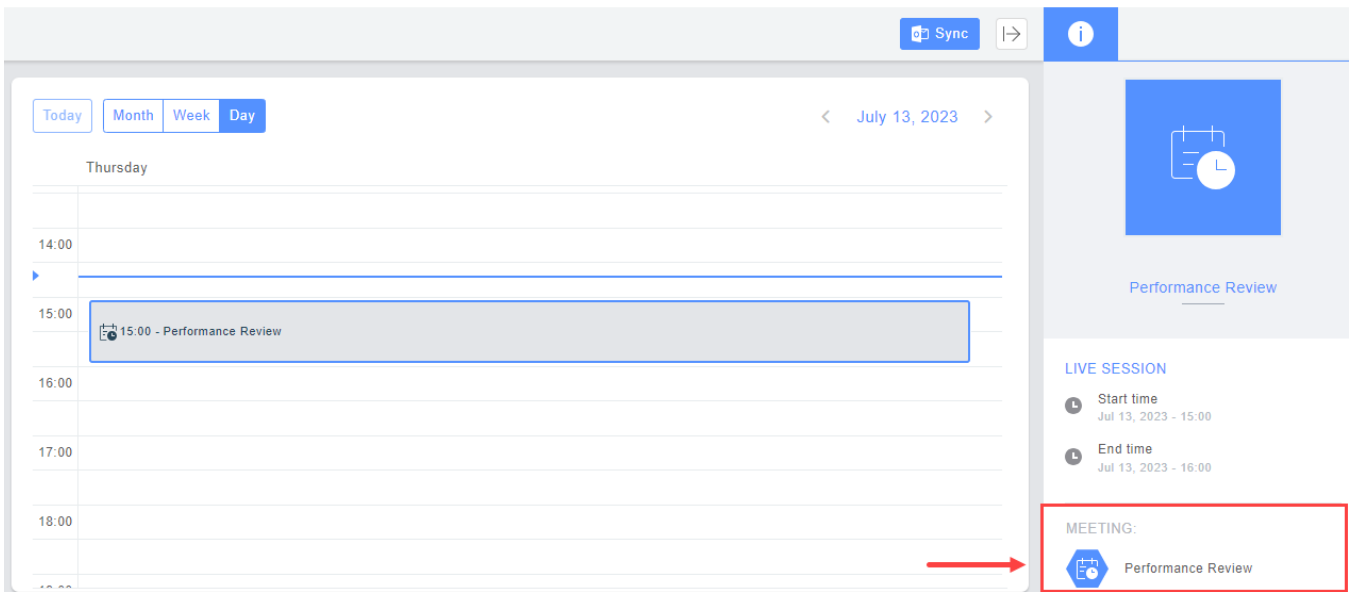 Sync
Today Month Week Day
July 13, 2023
Thursday
14:00
15:00
15:00 - Performance Review
16:00
17:00
18:00
Performance Review
LIVE SESSION
Start time
Jul 13, 2023 - 15:00
End time
Jul 13, 2023 - 16:00
MEETING:
Performance Review